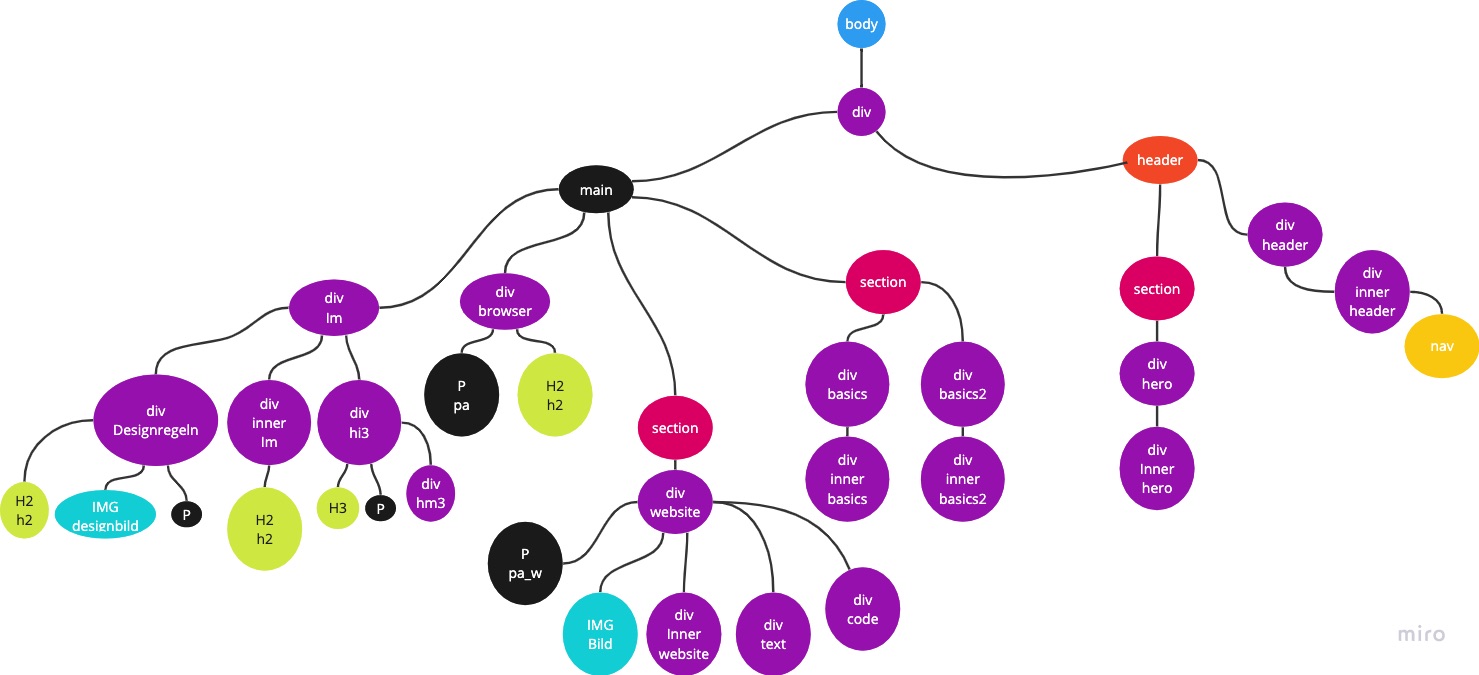 body
div
header
main
div
header
div
inner
header
nav
section
section
div
lm
div
browser
div
Designregeln
div
inner
lm
div
hi3
P
pa
H2
h2
div
basics
div
basics2
div
hero
section
div
inner
basics
div
inner
basics2
div
Inner
hero
H2
h2
IMG
designbild
P
H2
h2
H3
P
div
hm3
div
website
P
pa_w
IMG
Bild
div
Inner
website
div
text
div
code
miro